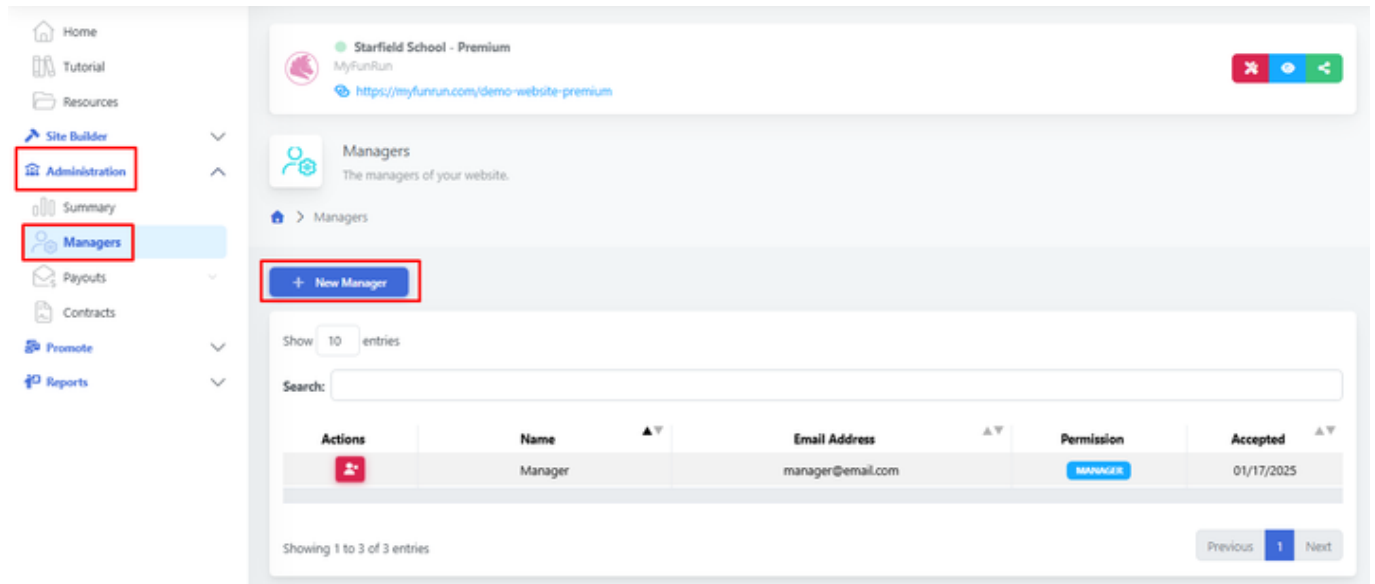 Home
Tutorial
Resources
Site Builder
Administration
Summary
Managers
Payouts
Contracts
Promote
Reports
Starfield School - Premium
MyFunRun
https://myfunrun.com/demo-website-premium
Managers
The managers of your website.
> Managers
+ New Manager
Show 10 entries
Search:
Actions Name Email Address Permission Accepted
Manager manager@email.com MANAGER 01/17/2025
Showing 1 to 3 of 3 entries
Previous 1 Next